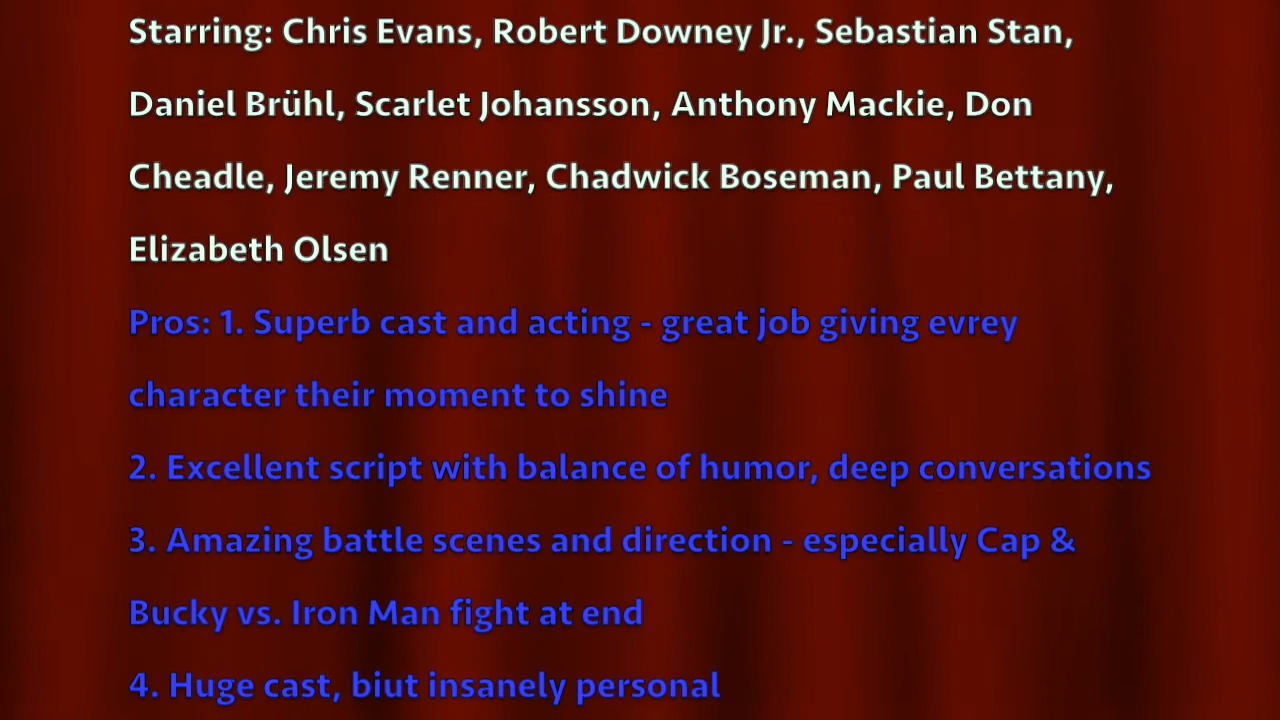 Starring: Chris Evans, Robert Downey Jr., Sebastian Stan,
Daniel Brühl, Scarlet Johansson, Anthony Mackie, Don
Cheadle, Jeremy Renner, Chadwick Boseman, Paul Bettany,
Elizabeth Olsen
Pros: 1. Superb cast and acting - great job giving evrey
character their moment to shine
2. Excellent script with balance of humor, deep conversations
3. Amazing battle scenes and direction - especially Cap &
Bucky vs. Iron Man fight at end
4. Huge cast, biut insanely personal